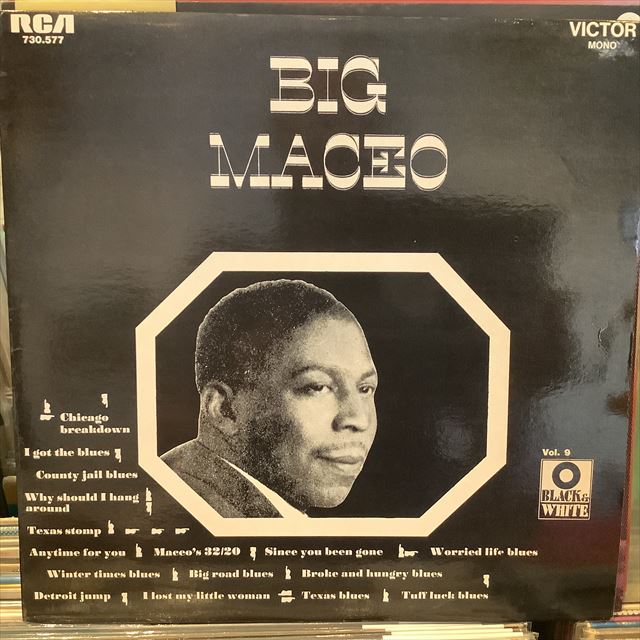 RCA
730.577
VICTOR
MONO
BIG
MACEO
Chicago
breakdown
I got the blues
County jail blues
Why should I hang
around
Texas stomp
Anytime for you Maceo's 32/20 Since you been gone Worried life blues
Winter times blues Big road blues Broke and hungry blues
Detroit jump I lost my little woman Texas blues Tuff luck blues
Vol. 9
BLACK &
WHITE